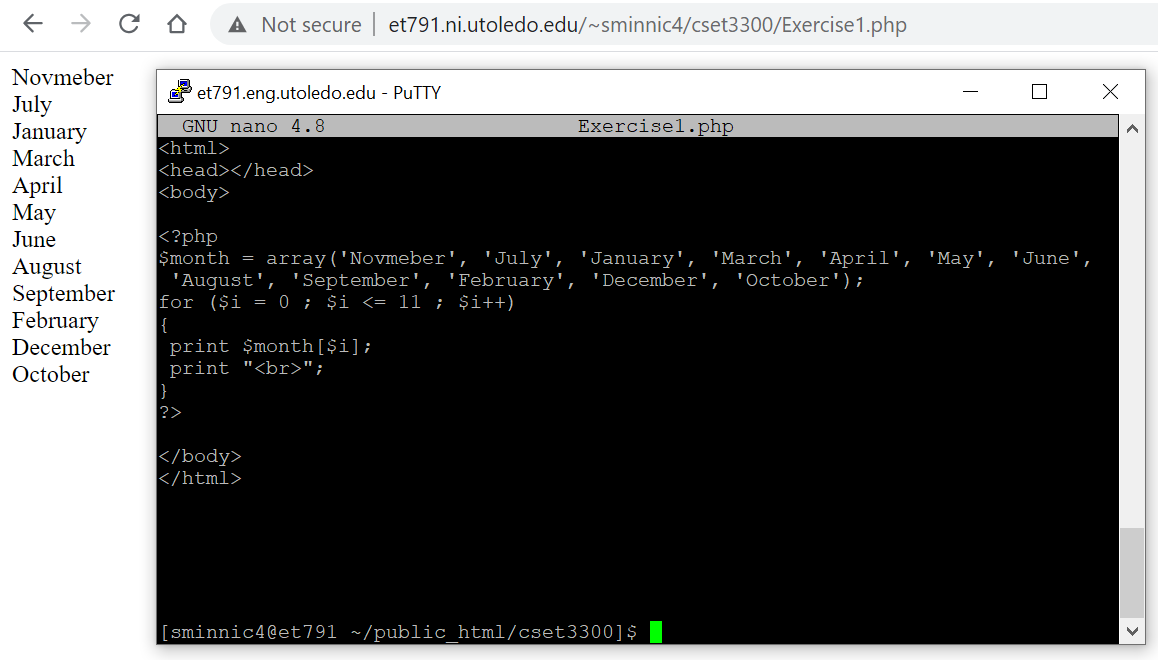 Not secure | et791.ni.utoledo.edu/~sminnic4/cset3300/Exercise1.php
Novmeber
July
January
March
April
May
June
August
September
February
December
October
et791.eng.utoledo.edu - PuTTY
GNU nano 4.8 Exercise1.php
<html>
<head></head>
<body>
<?php
$month = array('Novmeber', 'July', 'January', 'March', 'April', 'May', 'June',
'August', 'September', 'February', 'December', 'October');
for ($i = 0 ; $i <= 11 ; $i++)
{
print $month[$i];
print "<br>";
}
?>
</body>
</html>
[sminnic4@et791 ~/public_html/cset3300]$